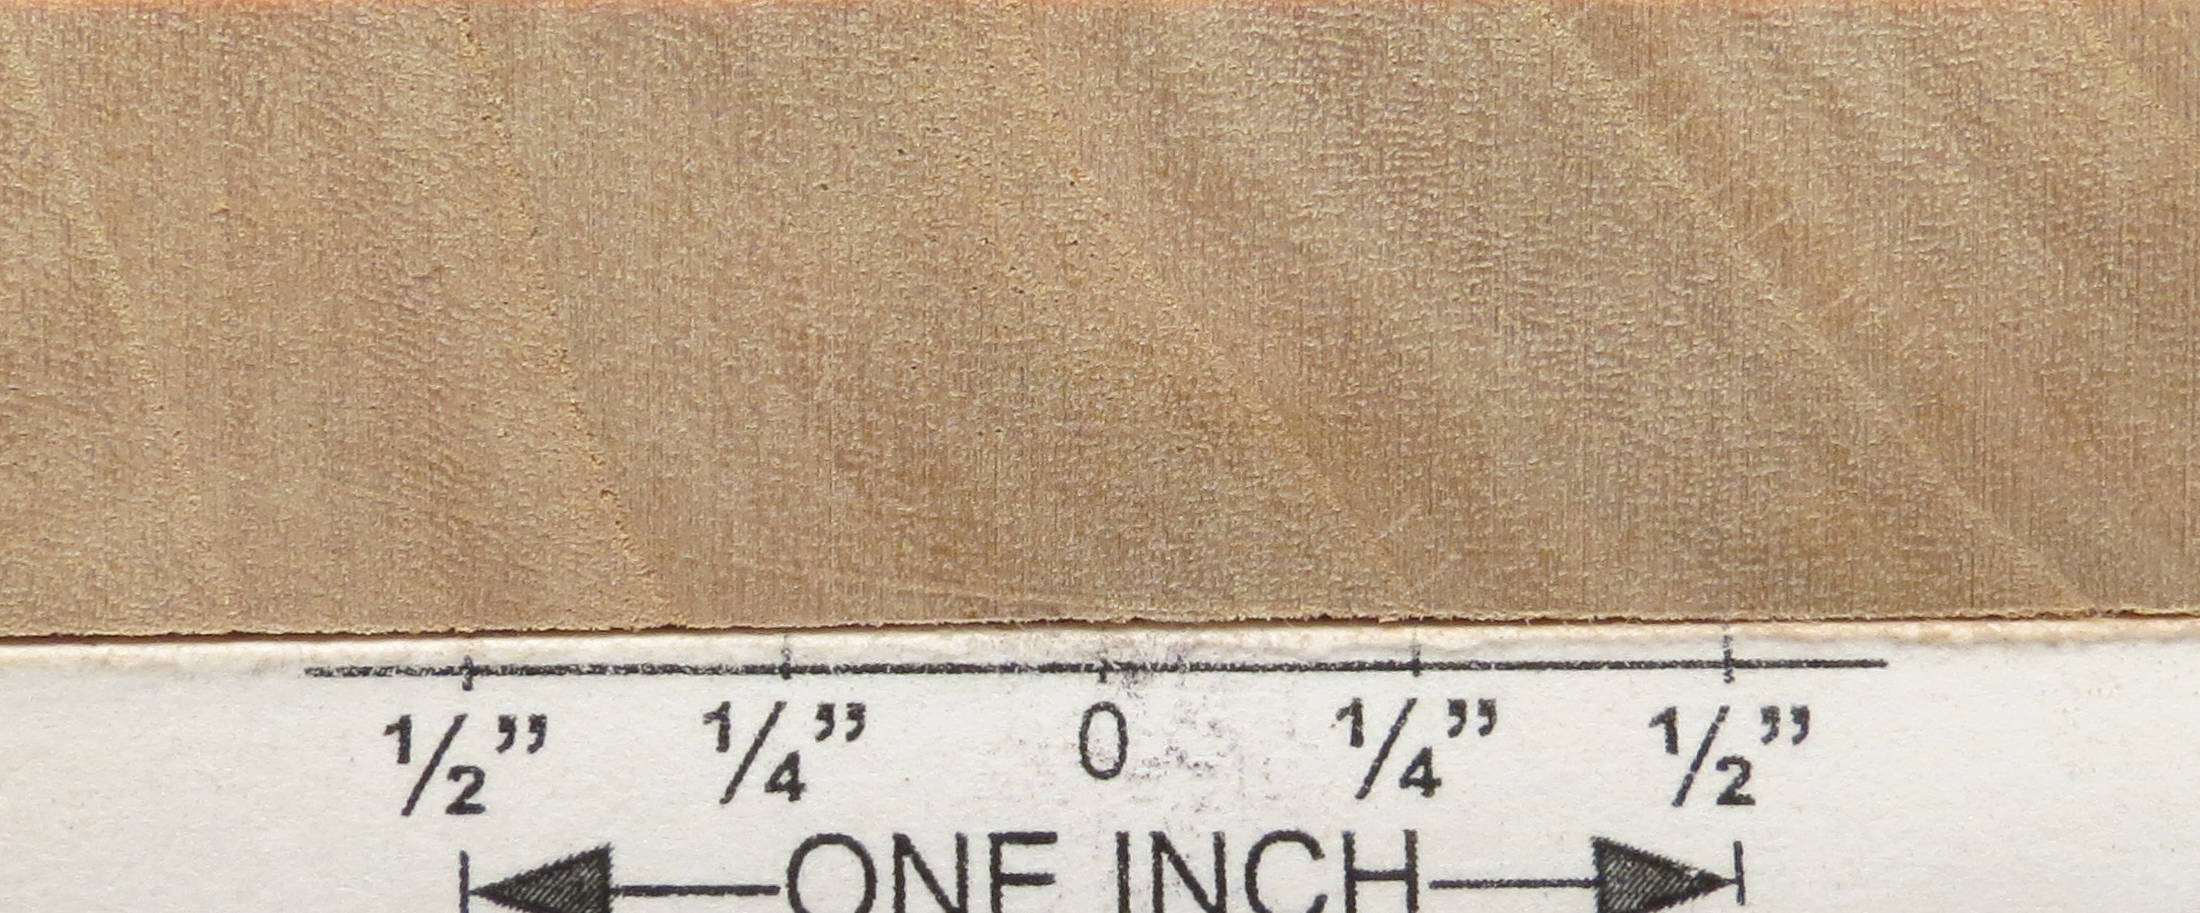 1/2” 1/4” 0 1/4” 1/2”
ONE INCH